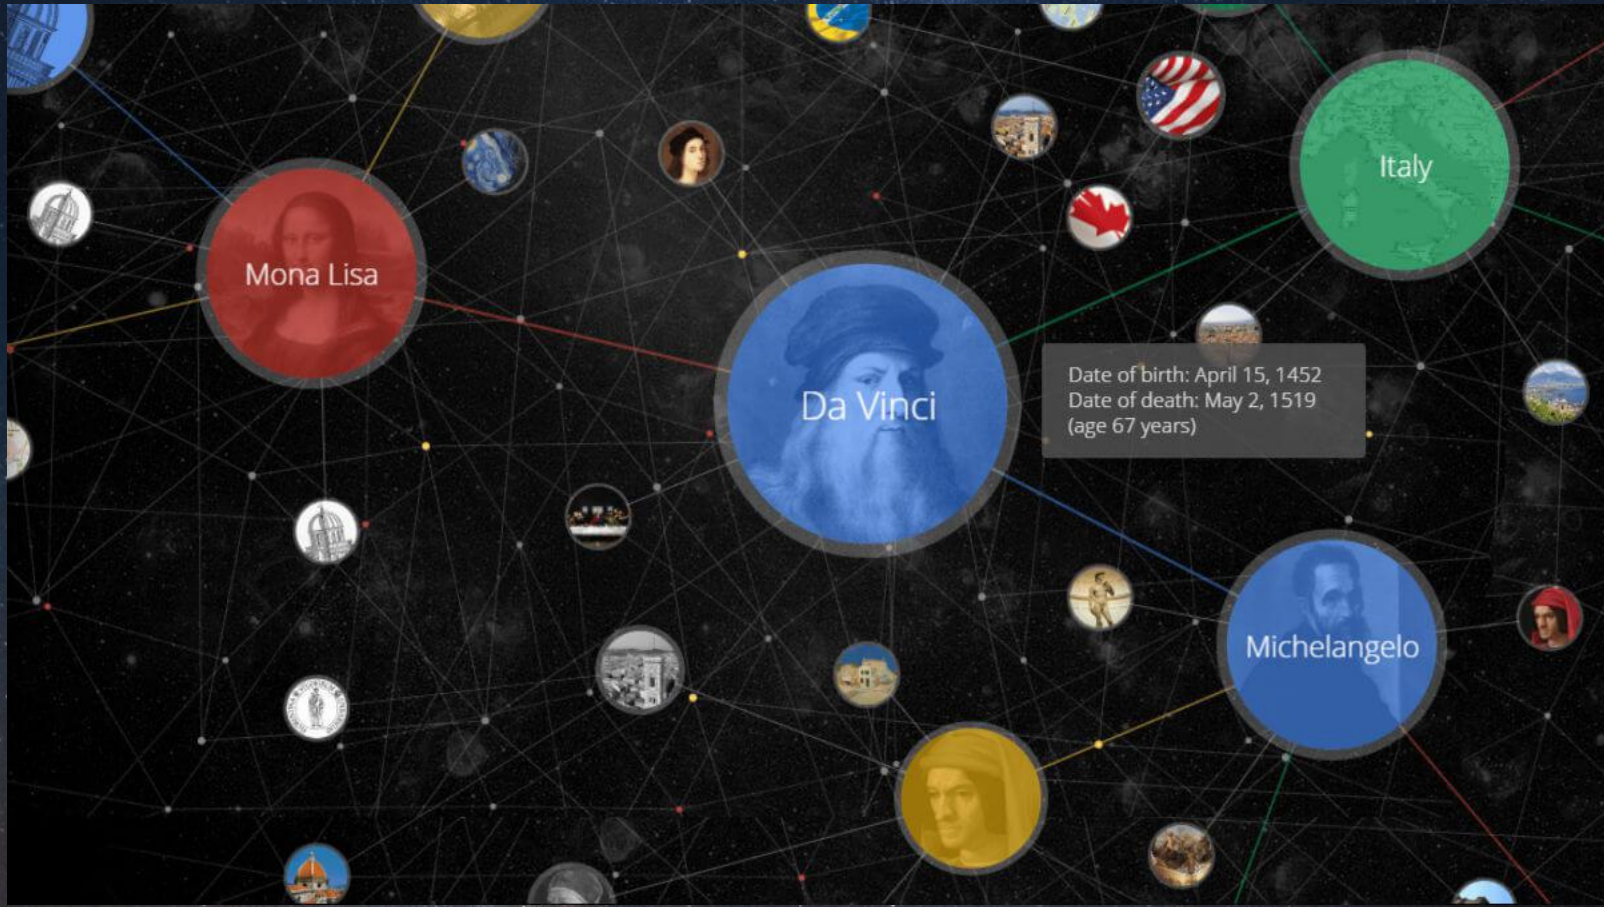 Italy
Mona Lisa
Da Vinci
Date of birth: April 15, 1452
Date of death: May 2, 1519
(age 67 years)
Michelangelo